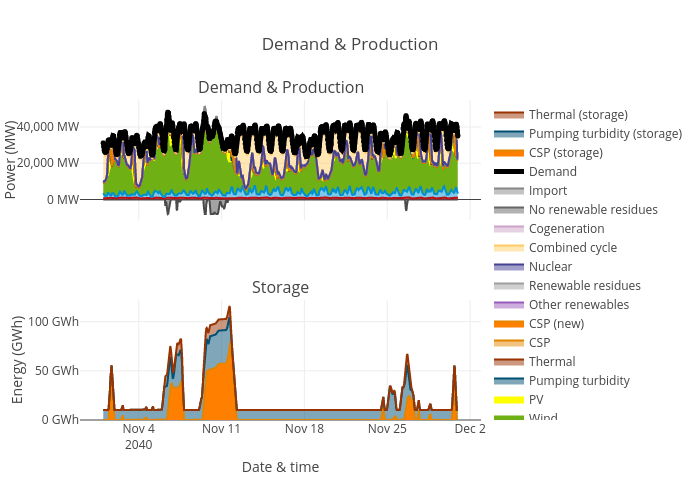 Demand & Production
Demand & Production
Power (MW)
40,000 MW
20,000 MW
0 MW
Storage
Energy (GWh)
100 GWh
50 GWh
0 GWh
Nov 4
2040
Nov 11
Nov 18
Nov 25
Dec 2
Date & time
Thermal (storage)
Pumping turbidity (storage)
CSP (storage)
Demand
Import
No renewable residues
Cogeneration
Combined cycle
Nuclear
Renewable residues
Other renewables
CSP (new)
CSP
Thermal
Pumping turbidity
PV
Wind